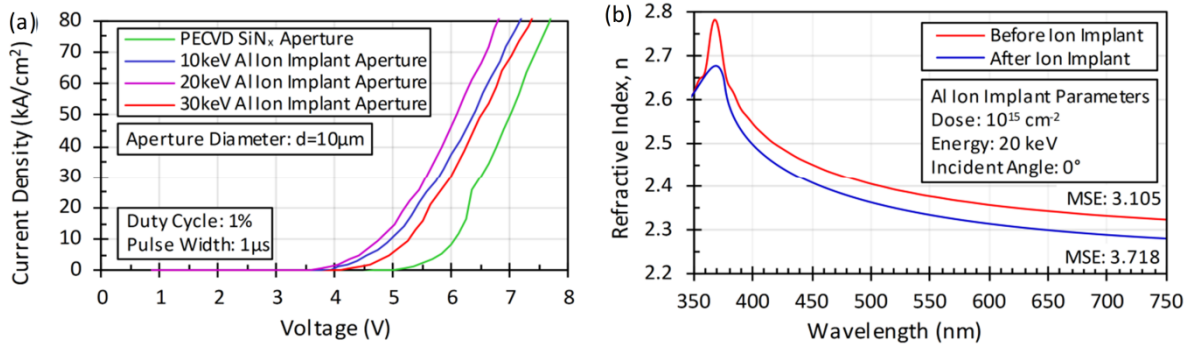 (a)
Current Density (kA/cm²)
80
70
60
50
40
30
20
10
0
PECVD SiNₓ Aperture
10keV Al Ion Implant Aperture
20keV Al Ion Implant Aperture
30keV Al Ion Implant Aperture
Aperture Diameter: d=10μm
Duty Cycle: 1%
Pulse Width: 1μs
0 1 2 3 4 5 6 7 8
Voltage (V)
(b)
Refractive Index, n
2.8
2.7
2.6
2.5
2.4
2.3
2.2
Before Ion Implant
After Ion Implant
Al Ion Implant Parameters
Dose: 10¹⁵ cm⁻²
Energy: 20 keV
Incident Angle: 0°
MSE: 3.105
MSE: 3.718
350 400 450 500 550 600 650 700 750
Wavelength (nm)